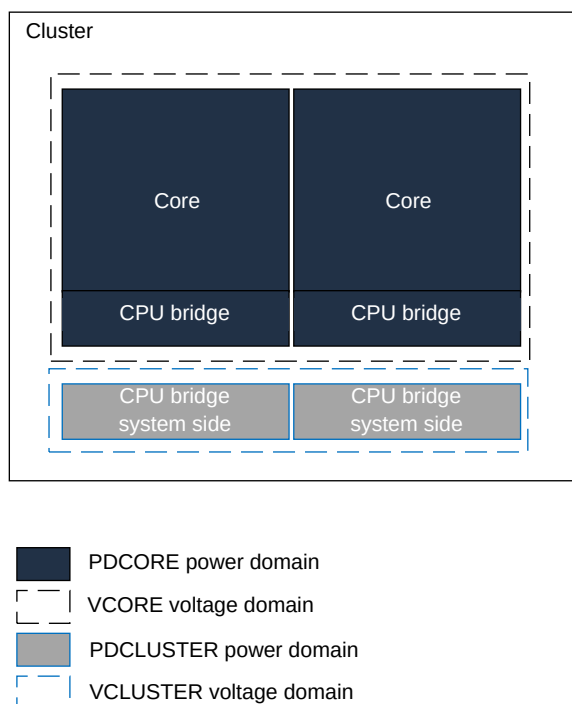 Cluster
Core
Core
CPU bridge
CPU bridge
CPU bridge
system side
CPU bridge
system side
PDCORE power domain
VCORE voltage domain
PDCLUSTER power domain
VCLUSTER voltage domain